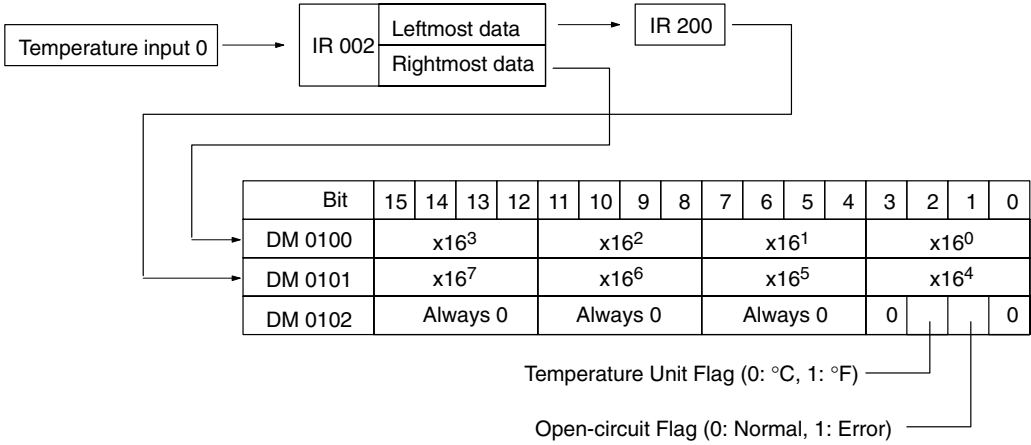 Temperature input 0
IR 002
Leftmost data
Rightmost data
IR 200
Bit 15 14 13 12 11 10 9 8 7 6 5 4 3 2 1 0
DM 0100 x16³ x16² x16¹ x16⁰
DM 0101 x16⁷ x16⁶ x16⁵ x16⁴
DM 0102 Always 0 Always 0 Always 0 0 0
Temperature Unit Flag (0: °C, 1: °F)
Open-circuit Flag (0: Normal, 1: Error)